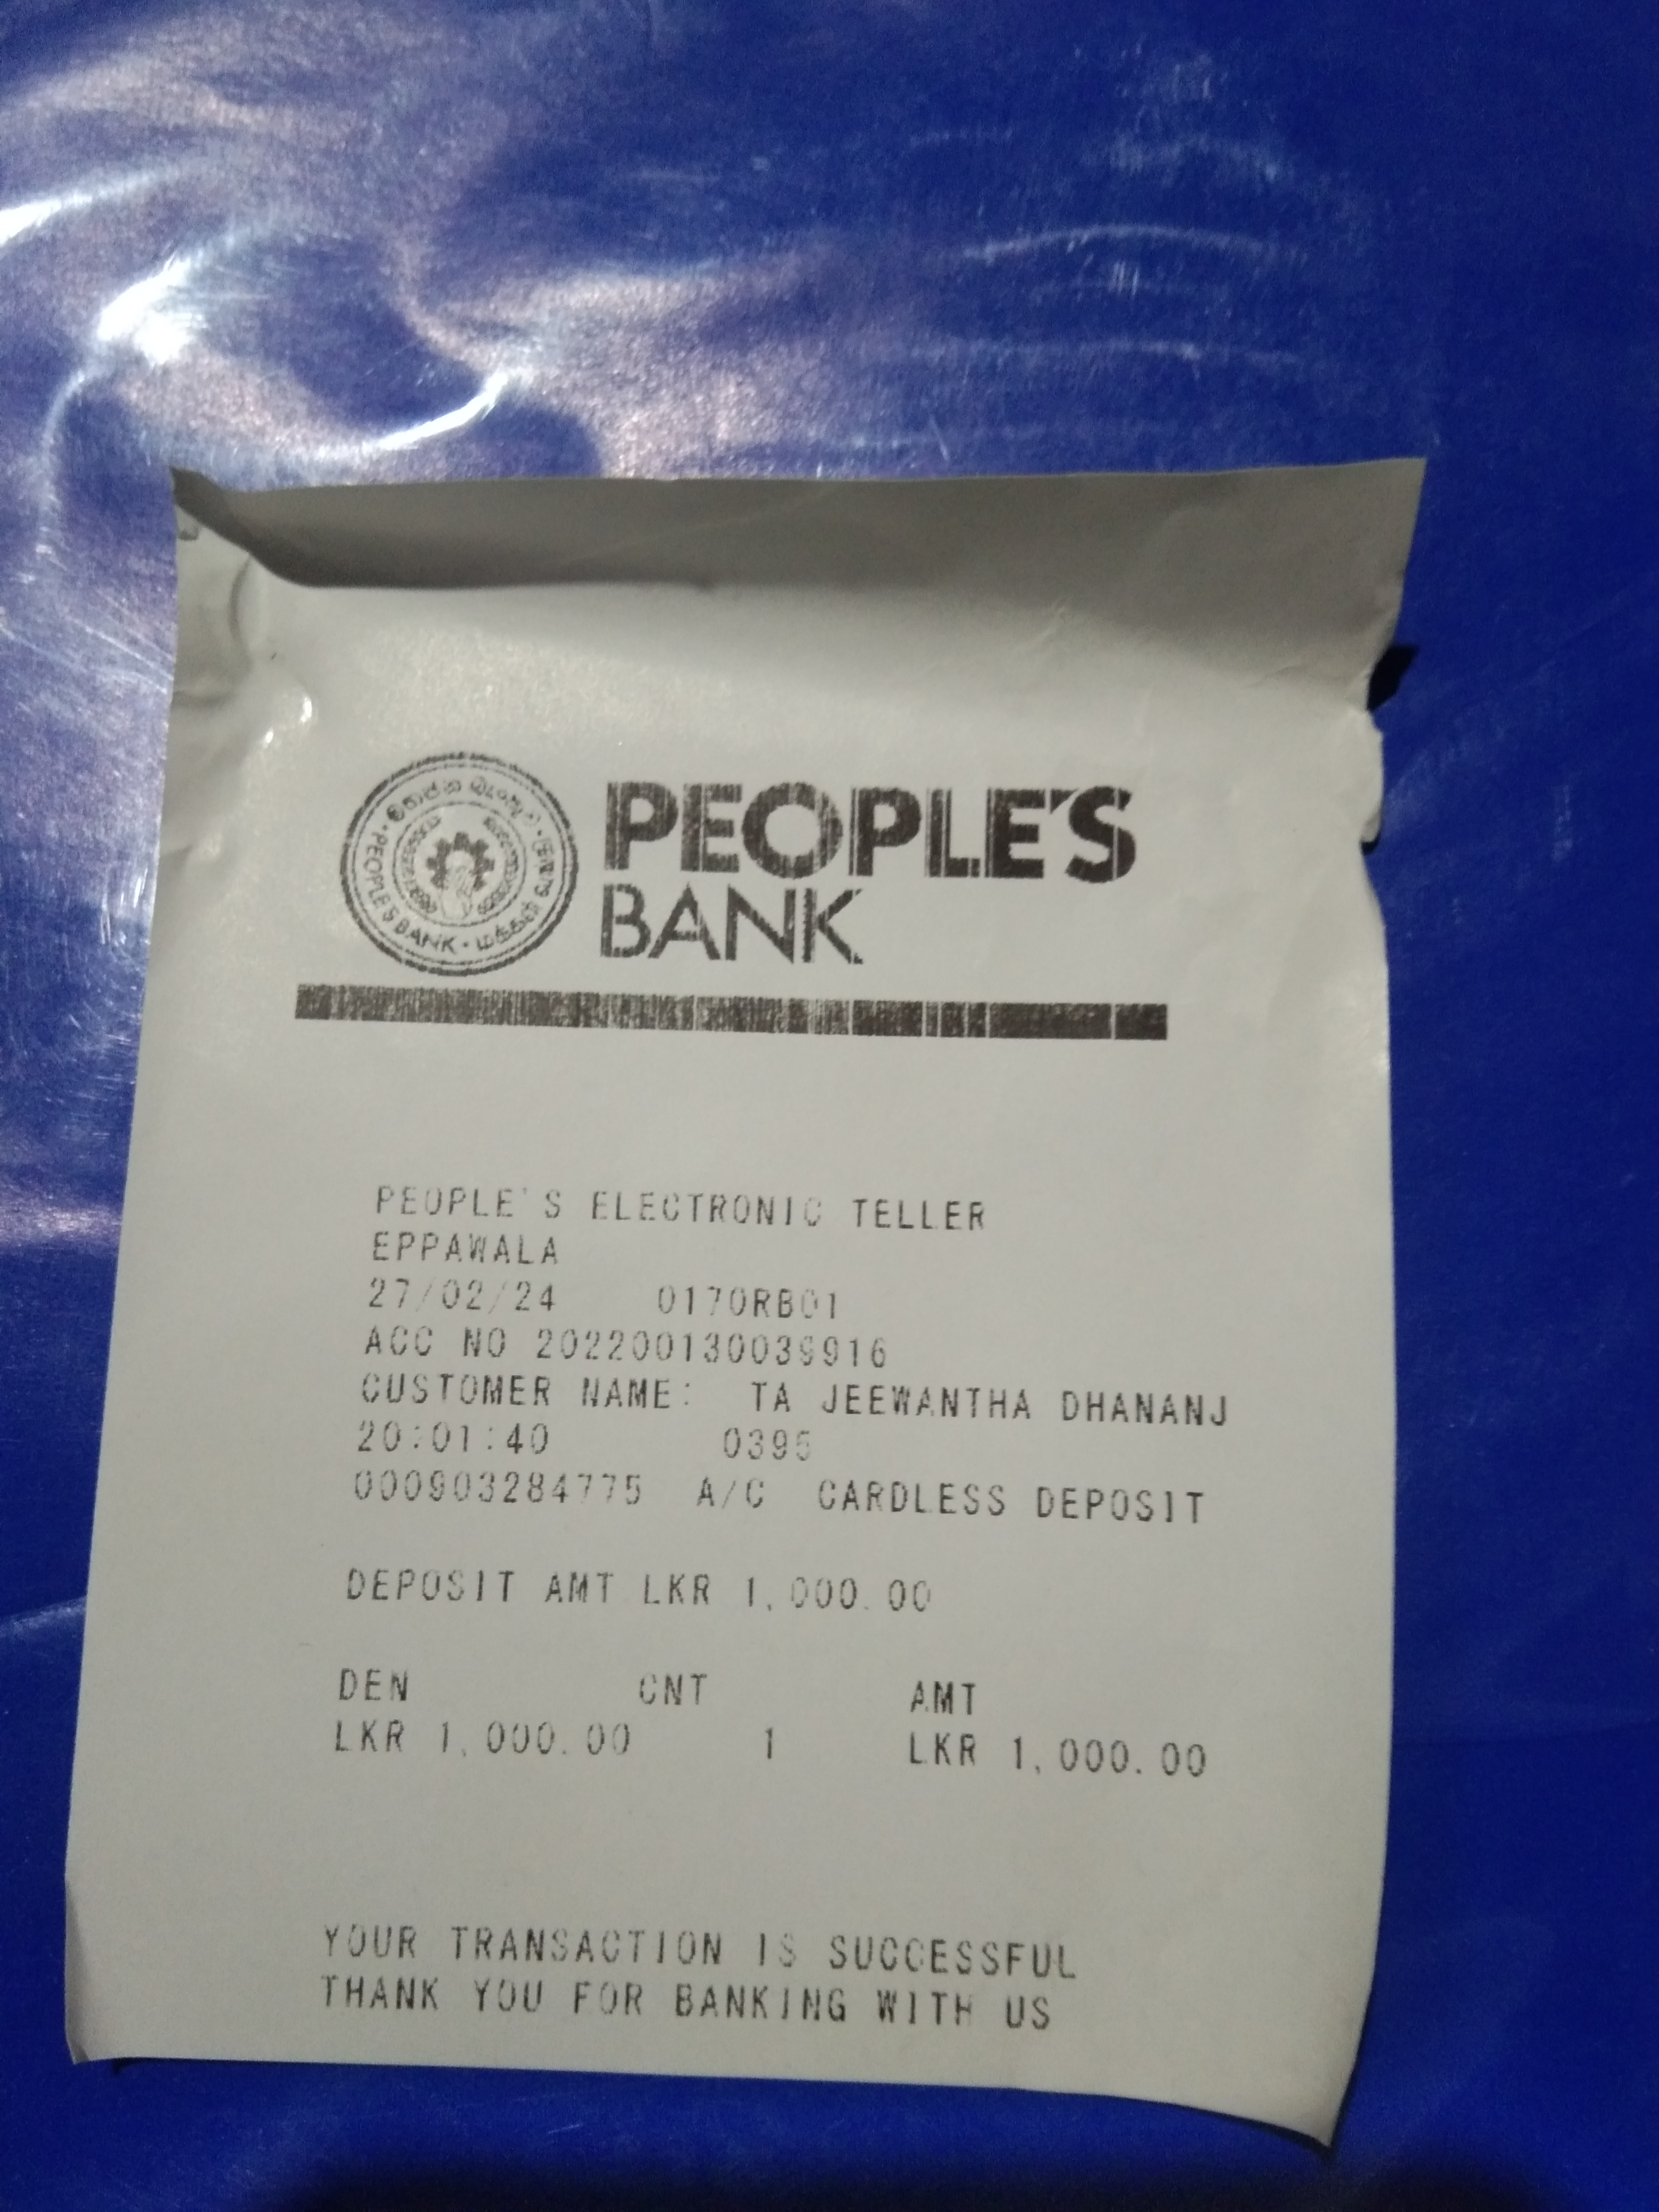 PEOPLE'S BANK
PEOPLE'S
BANK
PEOPLE'S ELECTRONIC TELLER
EPPAWALA
27/02/24 0170RB01
ACC NO 202200130039916
CUSTOMER NAME: TA JEEWANTHA DHANANJ
20:01:40 0395
000903284775 A/C CARDLESS DEPOSIT
DEPOSIT AMT LKR 1,000.00
DEN CNT AMT
LKR 1,000.00 1 LKR 1,000.00
YOUR TRANSACTION IS SUCCESSFUL
THANK YOU FOR BANKING WITH US